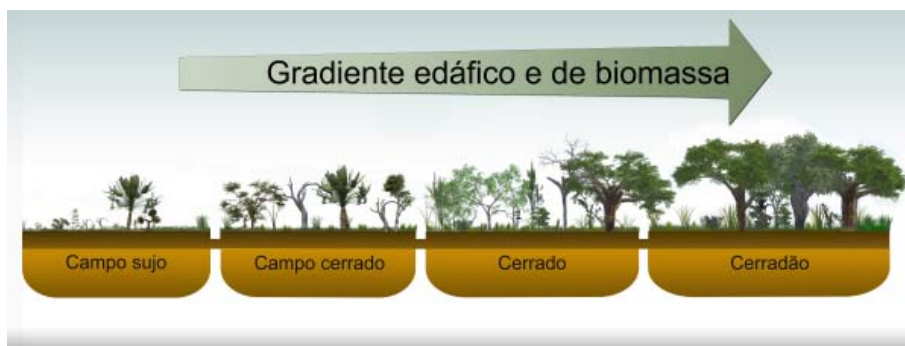 Gradiente edáfico e de biomassa
Campo sujo
Campo cerrado
Cerrado
Cerradão